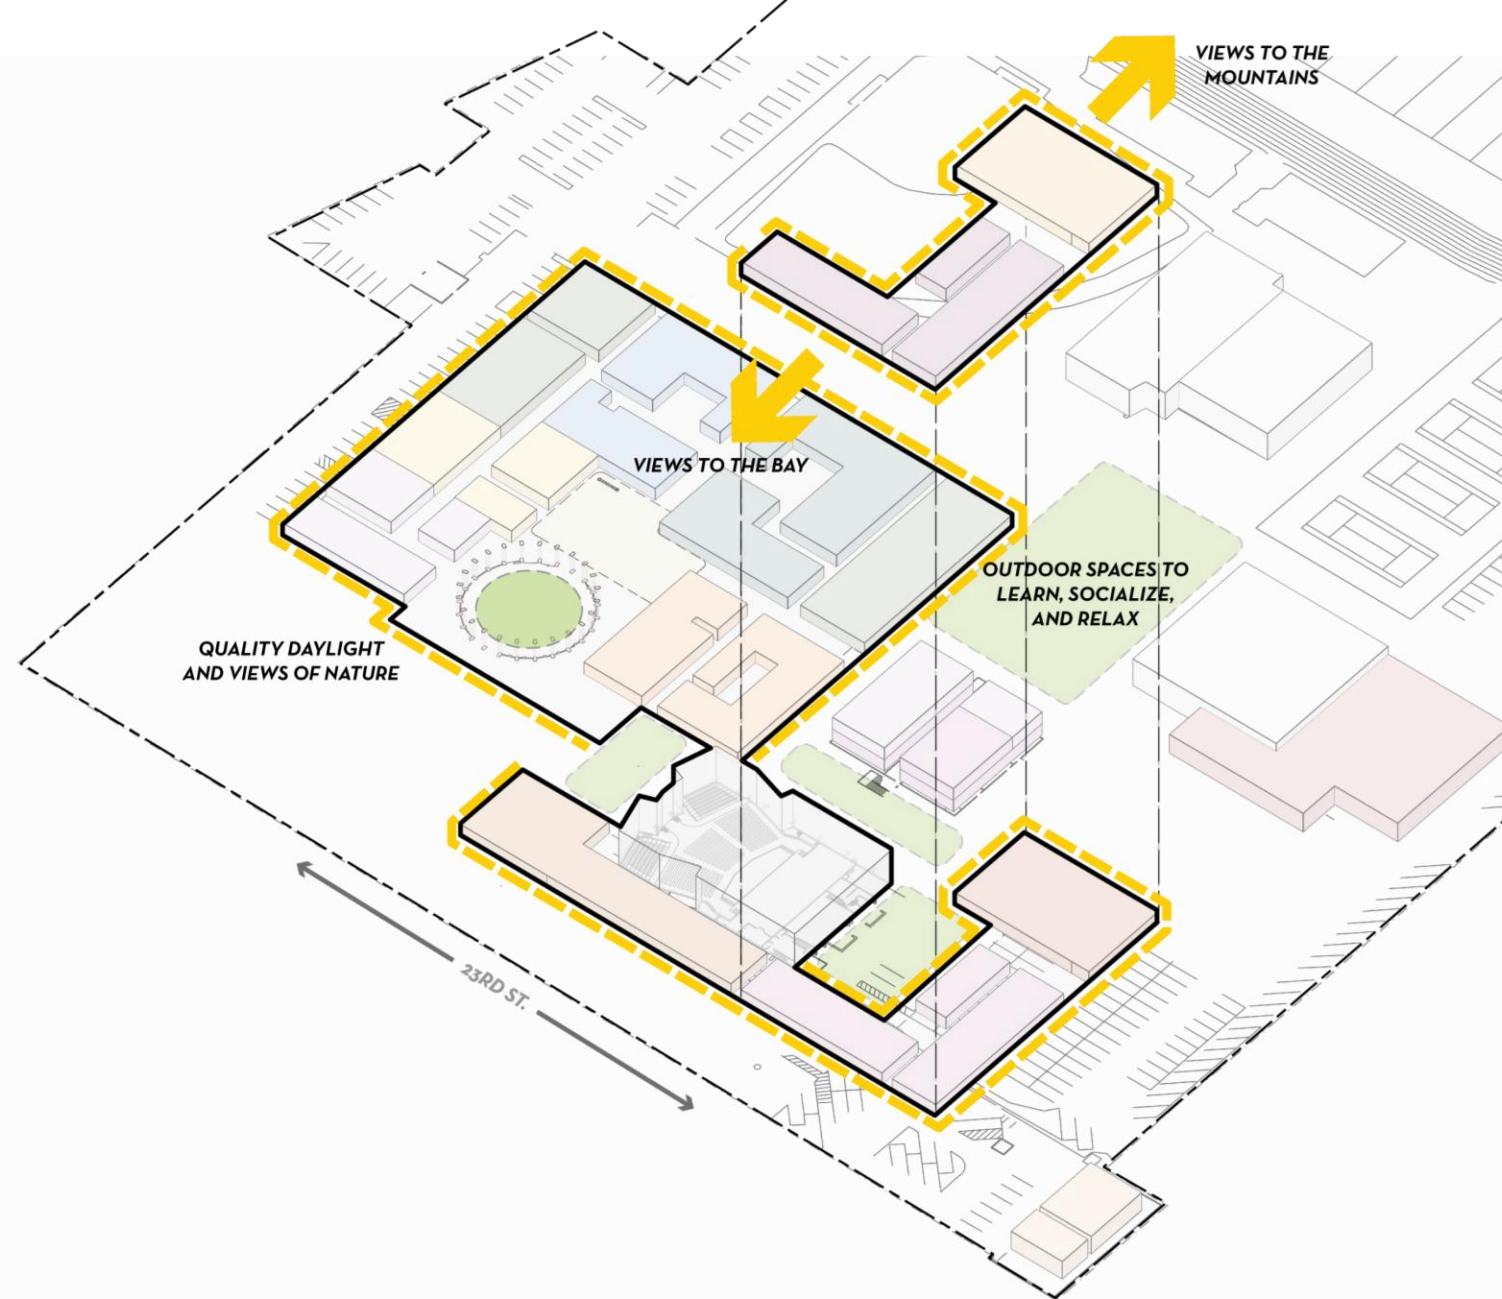 VIEWS TO THE
MOUNTAINS
VIEWS TO THE BAY
OUTDOOR SPACES TO
LEARN, SOCIALIZE,
AND RELAX
QUALITY DAYLIGHT
AND VIEWS OF NATURE
23RD ST.